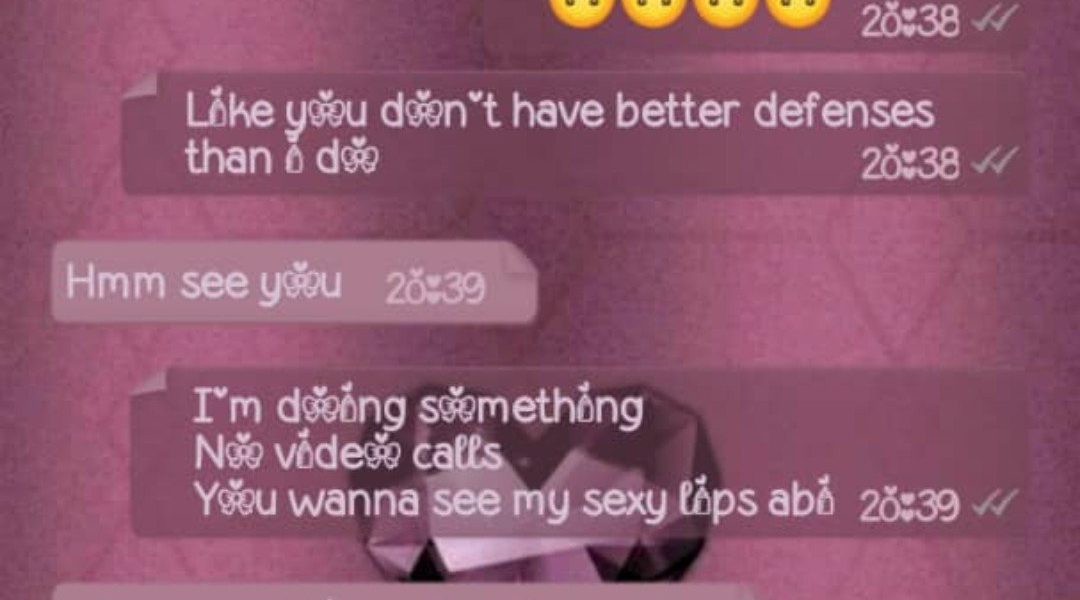 20:38
Like you don't have better defenses
than i do
20:38
Hmm see you 20:39
I'm doing something
No video calls
You wanna see my sexy lips abi 20:39